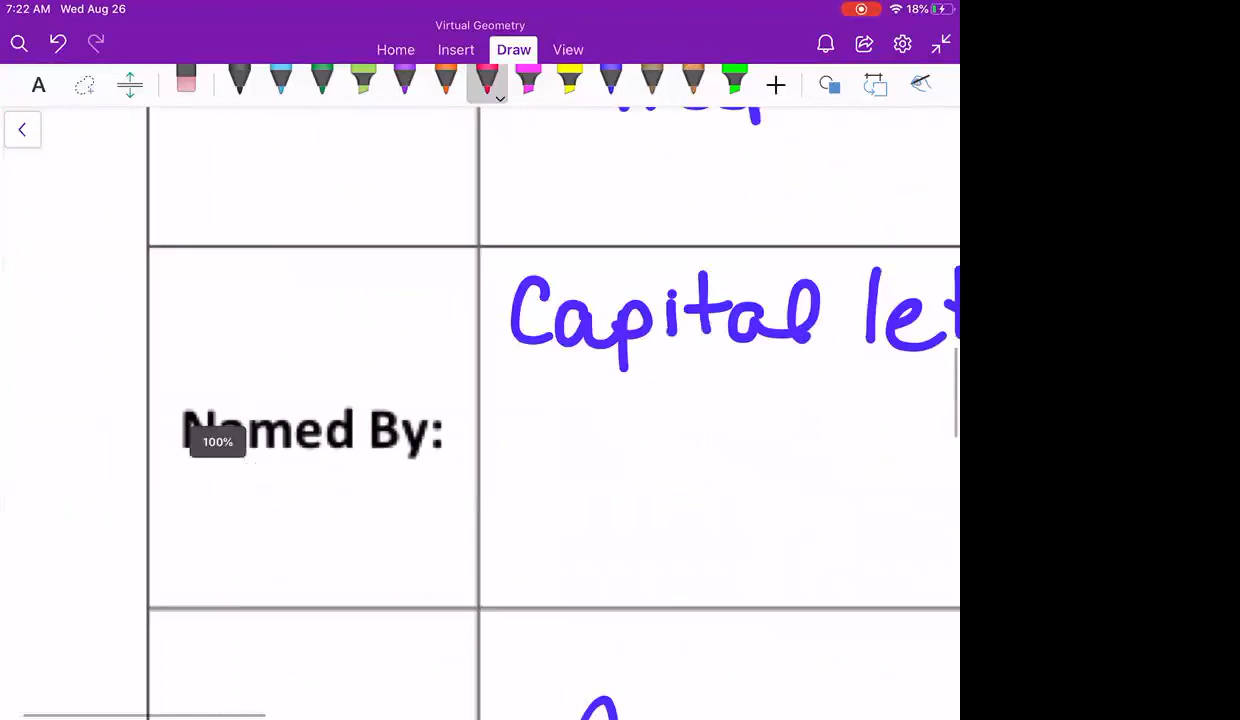 7:22 AM Wed Aug 26
18%
Virtual Geometry
Home Insert Draw View
A
Capital let
Named By:
100%